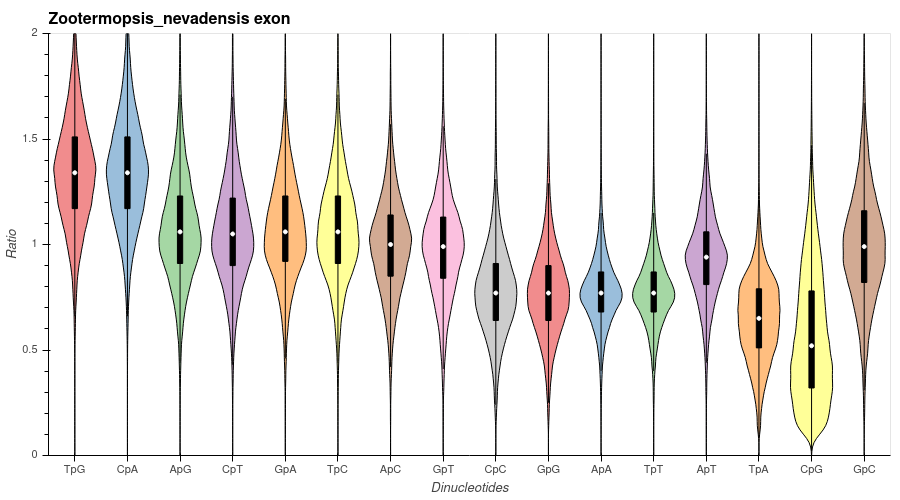 Zootermopsis_nevadensis exon
2
1.5
1
0.5
0
Ratio
TpG CpA ApG CpT GpA TpC ApC GpT CpC GpG ApA TpT ApT TpA CpG GpC
Dinucleotides